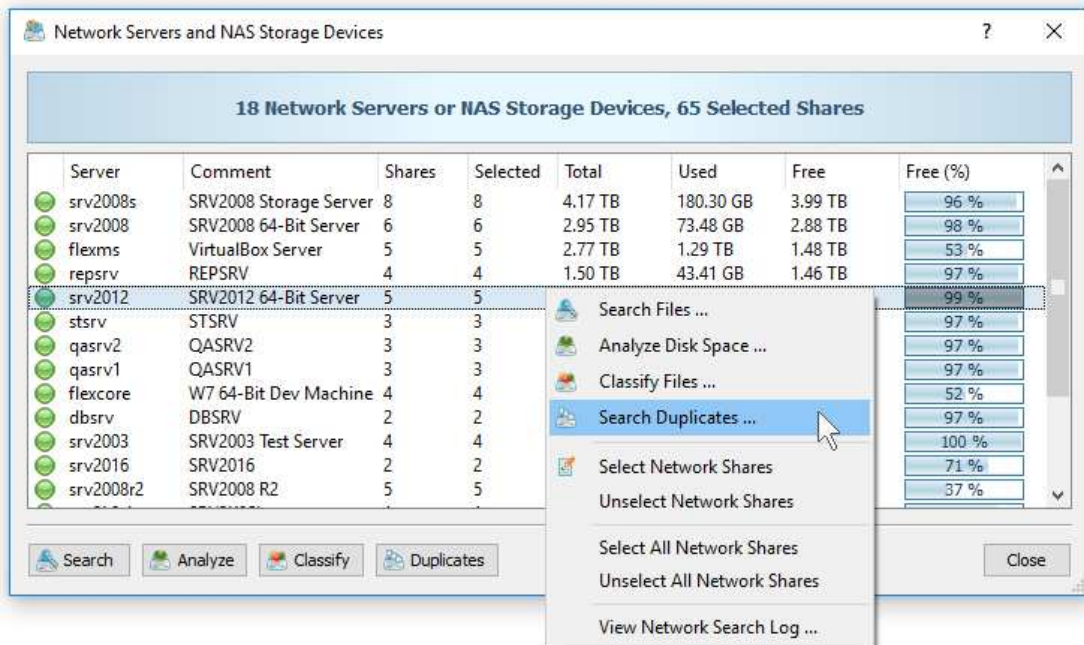 Network Servers and NAS Storage Devices ?
18 Network Servers or NAS Storage Devices, 65 Selected Shares
Server Comment Shares Selected Total Used Free Free (%)
srv2008s SRV2008 Storage Server 8 8 4.17 TB 180.30 GB 3.99 TB 96 %
srv2008 SRV2008 64-Bit Server 6 6 2.95 TB 73.48 GB 2.88 TB 98 %
flexms VirtualBox Server 5 5 2.77 TB 1.29 TB 1.48 TB 53 %
repsrv REPSRV 4 4 1.50 TB 43.41 GB 1.46 TB 97 %
srv2012 SRV2012 64-Bit Server 5 5 99 %
stsrv STSRV 3 3 97 %
qasrv2 QASRV2 3 3 97 %
qasrv1 QASRV1 3 3 97 %
flexcore W7 64-Bit Dev Machine 4 4 52 %
dbsrv DBSRV 2 2 97 %
srv2003 SRV2003 Test Server 4 4 100 %
srv2016 SRV2016 2 2 71 %
srv2008r2 SRV2008 R2 5 5 37 %
Search Files ...
Analyze Disk Space ...
Classify Files ...
Search Duplicates ...
Select Network Shares
Unselect Network Shares
Select All Network Shares
Unselect All Network Shares
View Network Search Log ...
Search Analyze Classify Duplicates Close